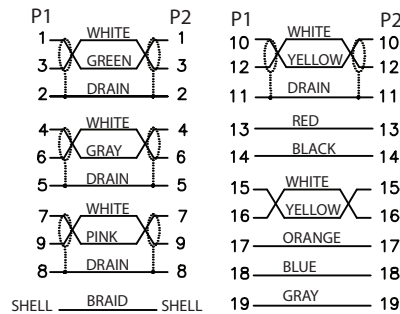 P1 P2
1 WHITE 1
3 GREEN 3
2 DRAIN 2
4 WHITE 4
6 GRAY 6
5 DRAIN 5
7 WHITE 7
9 PINK 9
8 DRAIN 8
SHELL BRAID SHELL
P1 P2
10 WHITE 10
12 YELLOW 12
11 DRAIN 11
13 RED 13
14 BLACK 14
15 WHITE 15
16 YELLOW 16
17 ORANGE 17
18 BLUE 18
19 GRAY 19